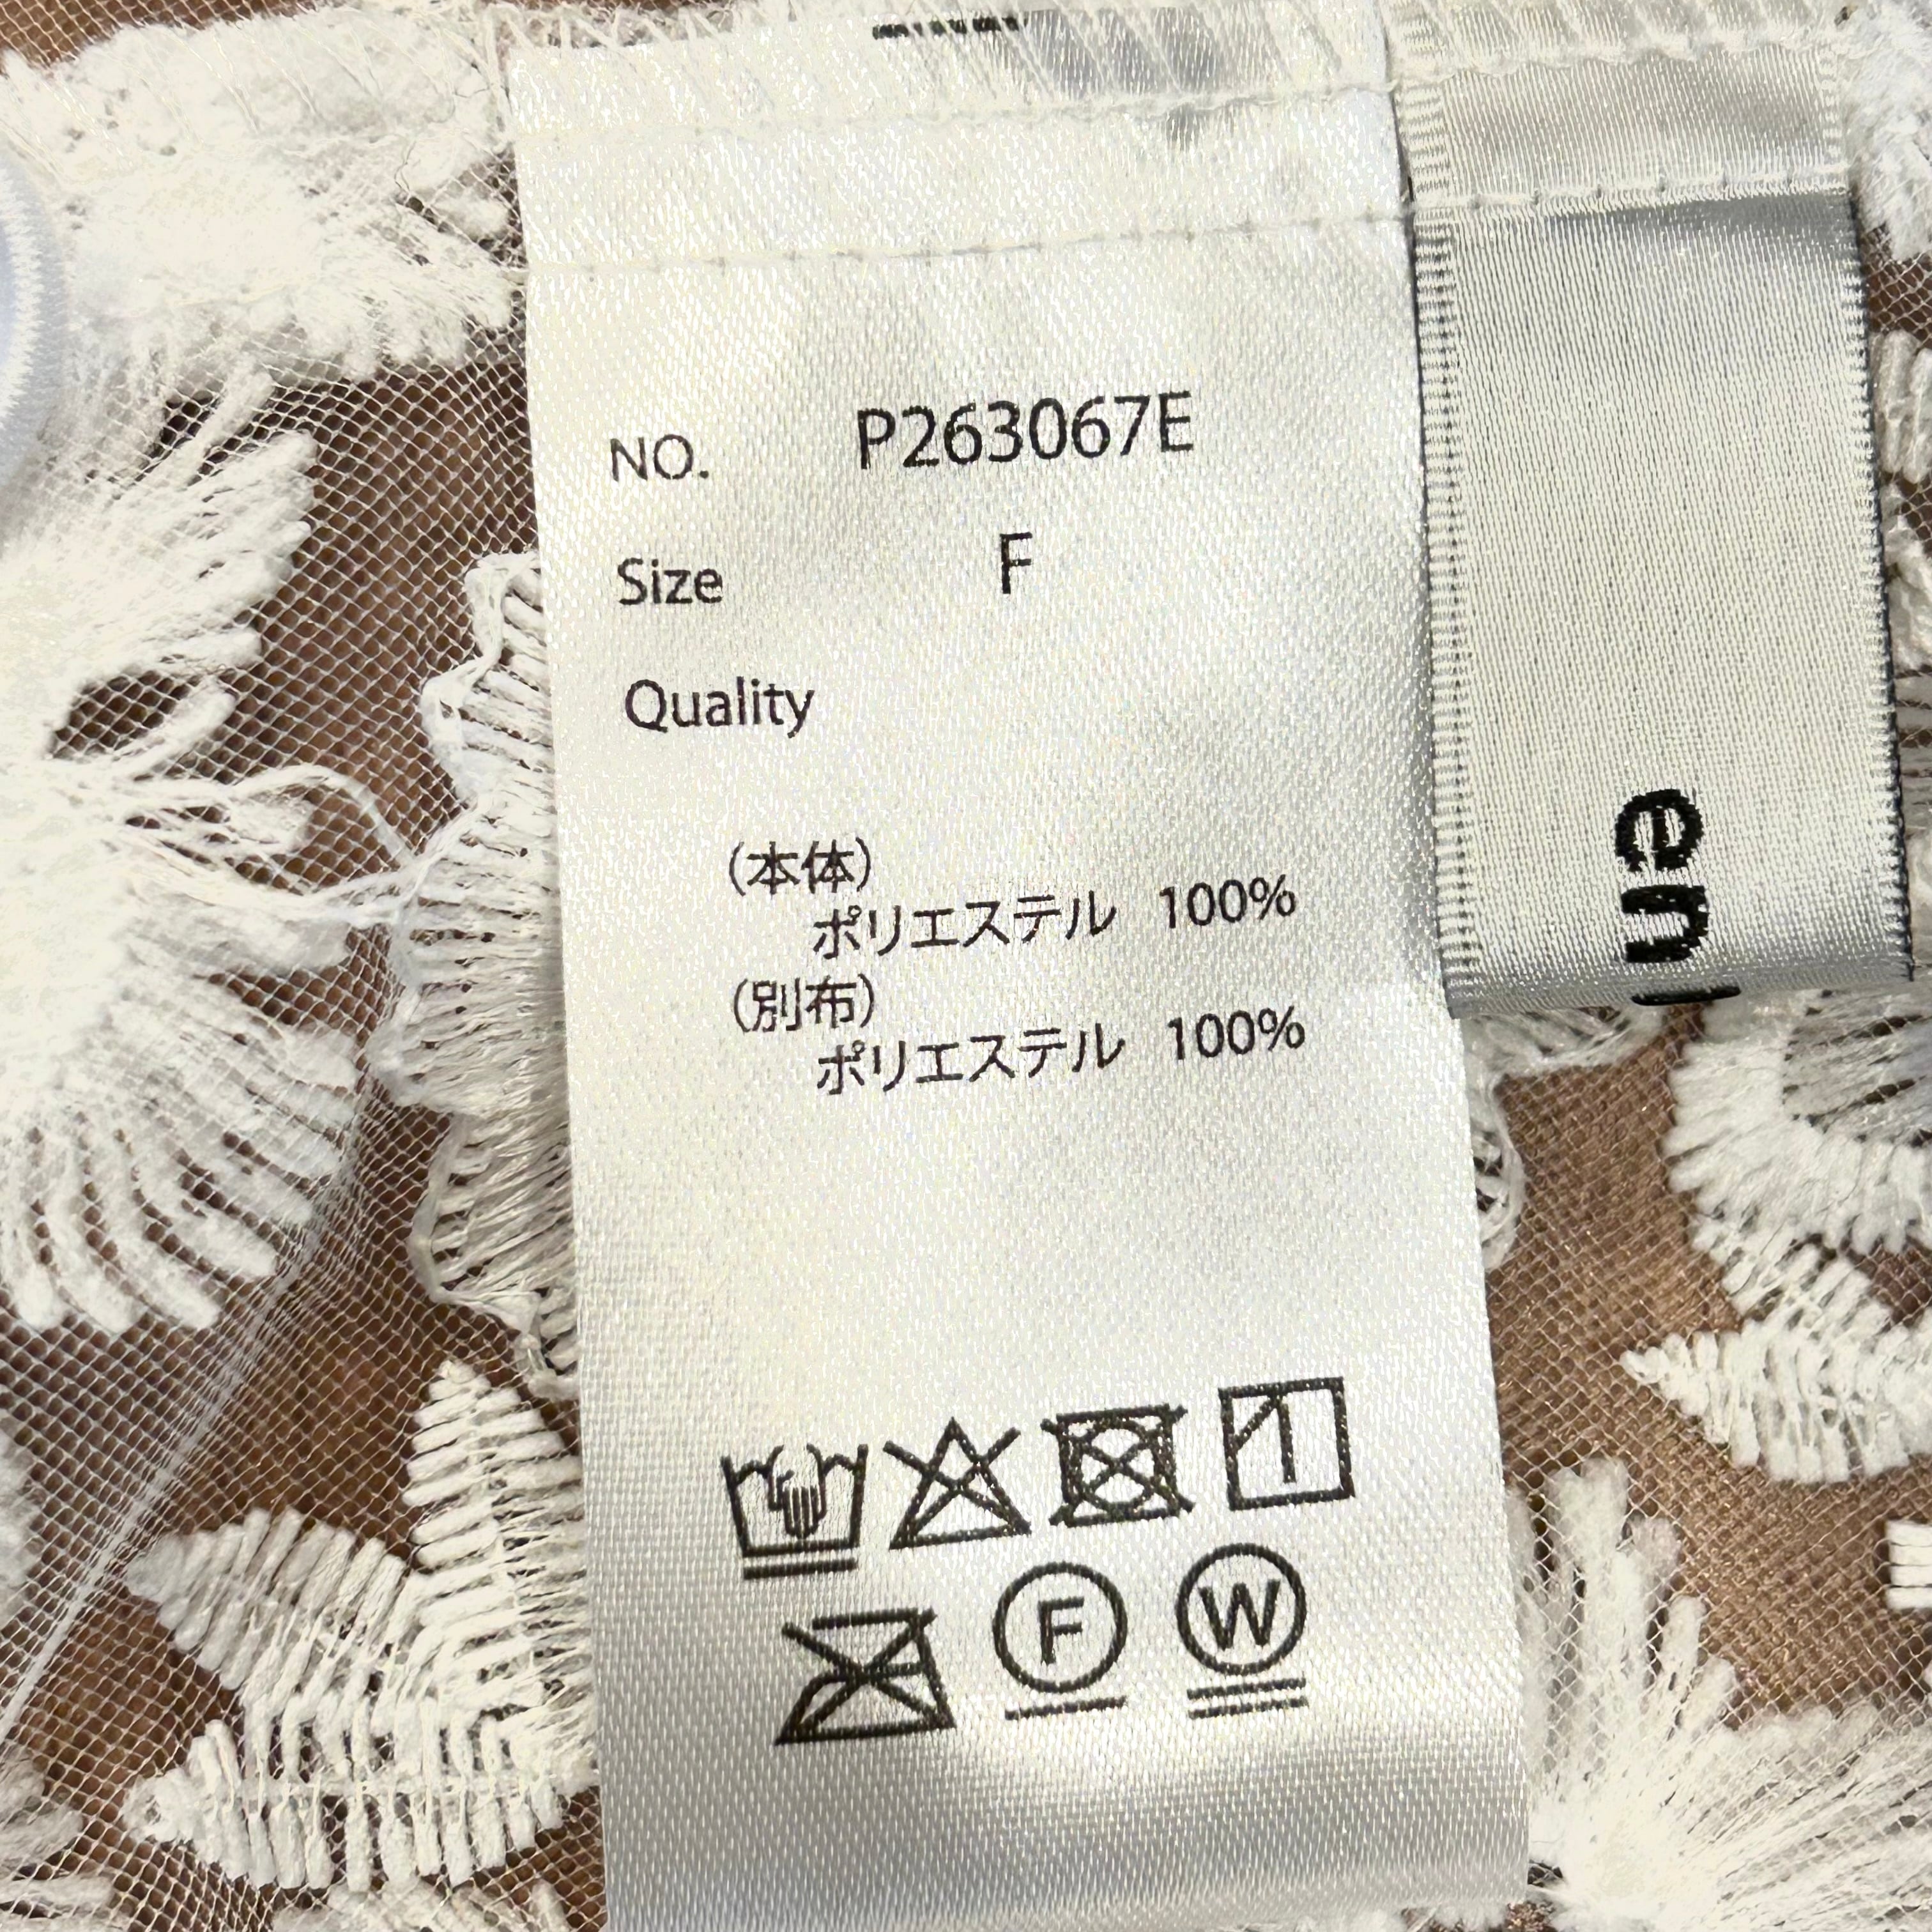 NO. P263067E
Size F
Quality
（本体）
ポリエステル 100%
（別布）
ポリエステル 100%
F
W
ne